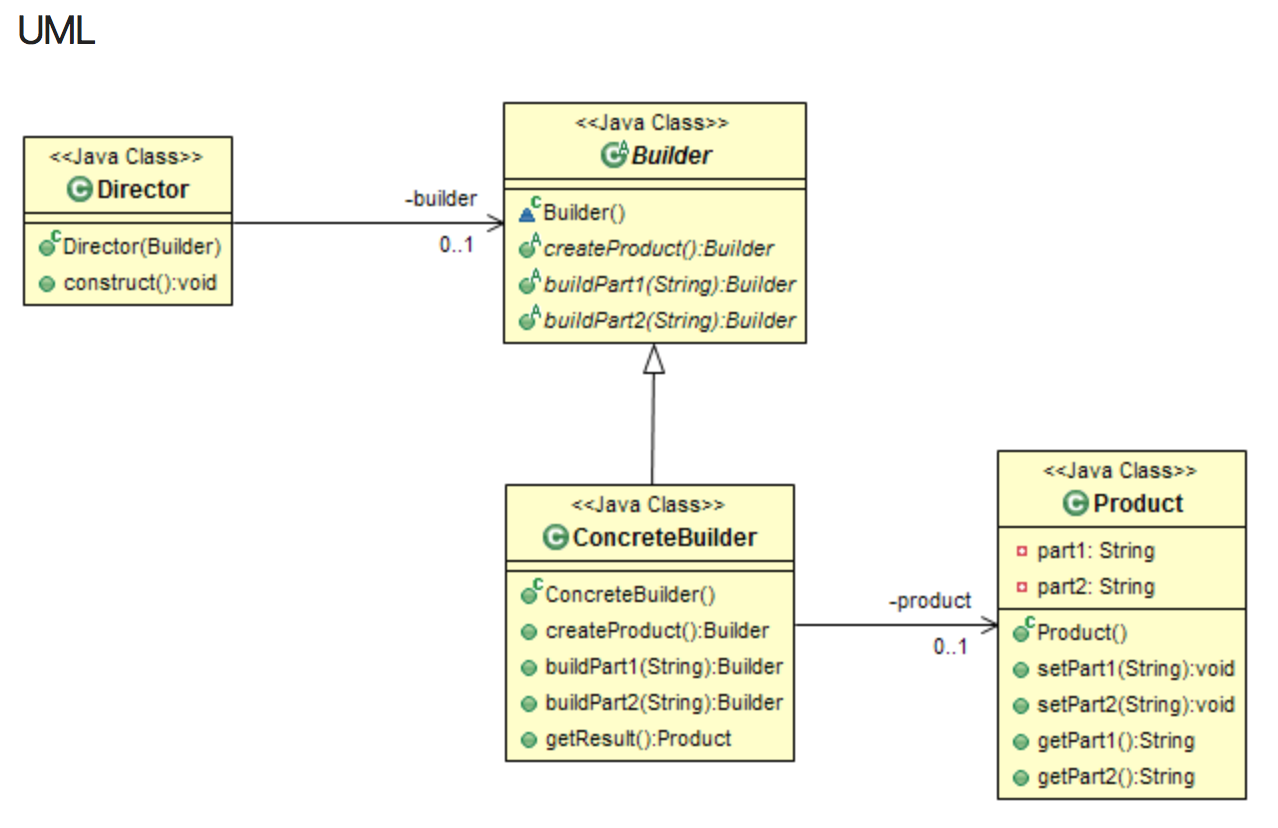 UML
<<Java Class>>
Director
Director(Builder)
construct():void
-builder
0..1
<<Java Class>>
Builder
Builder()
createProduct():Builder
buildPart1(String):Builder
buildPart2(String):Builder
<<Java Class>>
ConcreteBuilder
ConcreteBuilder()
createProduct():Builder
buildPart1(String):Builder
buildPart2(String):Builder
getResult():Product
-product
0..1
<<Java Class>>
Product
part1: String
part2: String
Product()
setPart1(String):void
setPart2(String):void
getPart1():String
getPart2():String